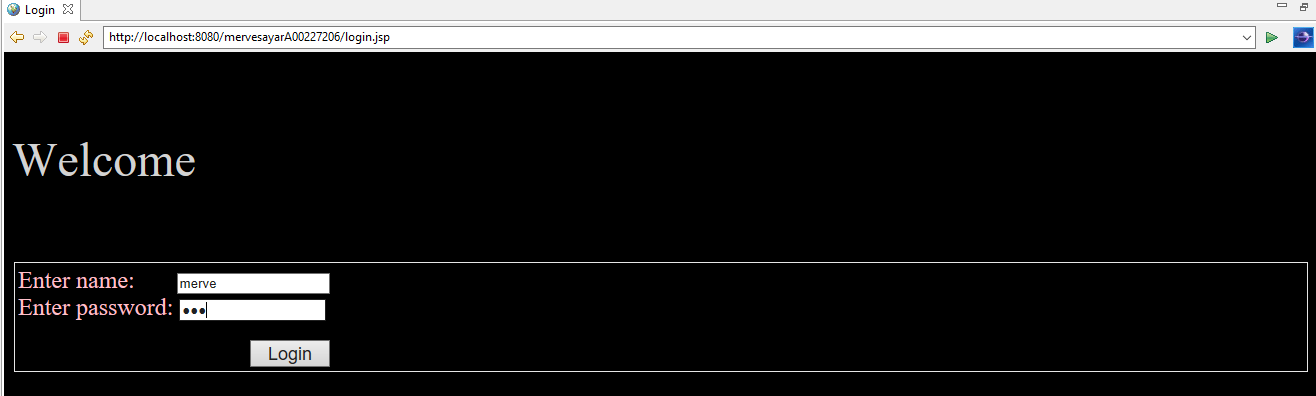 Login
http://localhost:8080/mervesayarA00227206/login.jsp
Welcome
Enter name: merve
Enter password: •••
Login